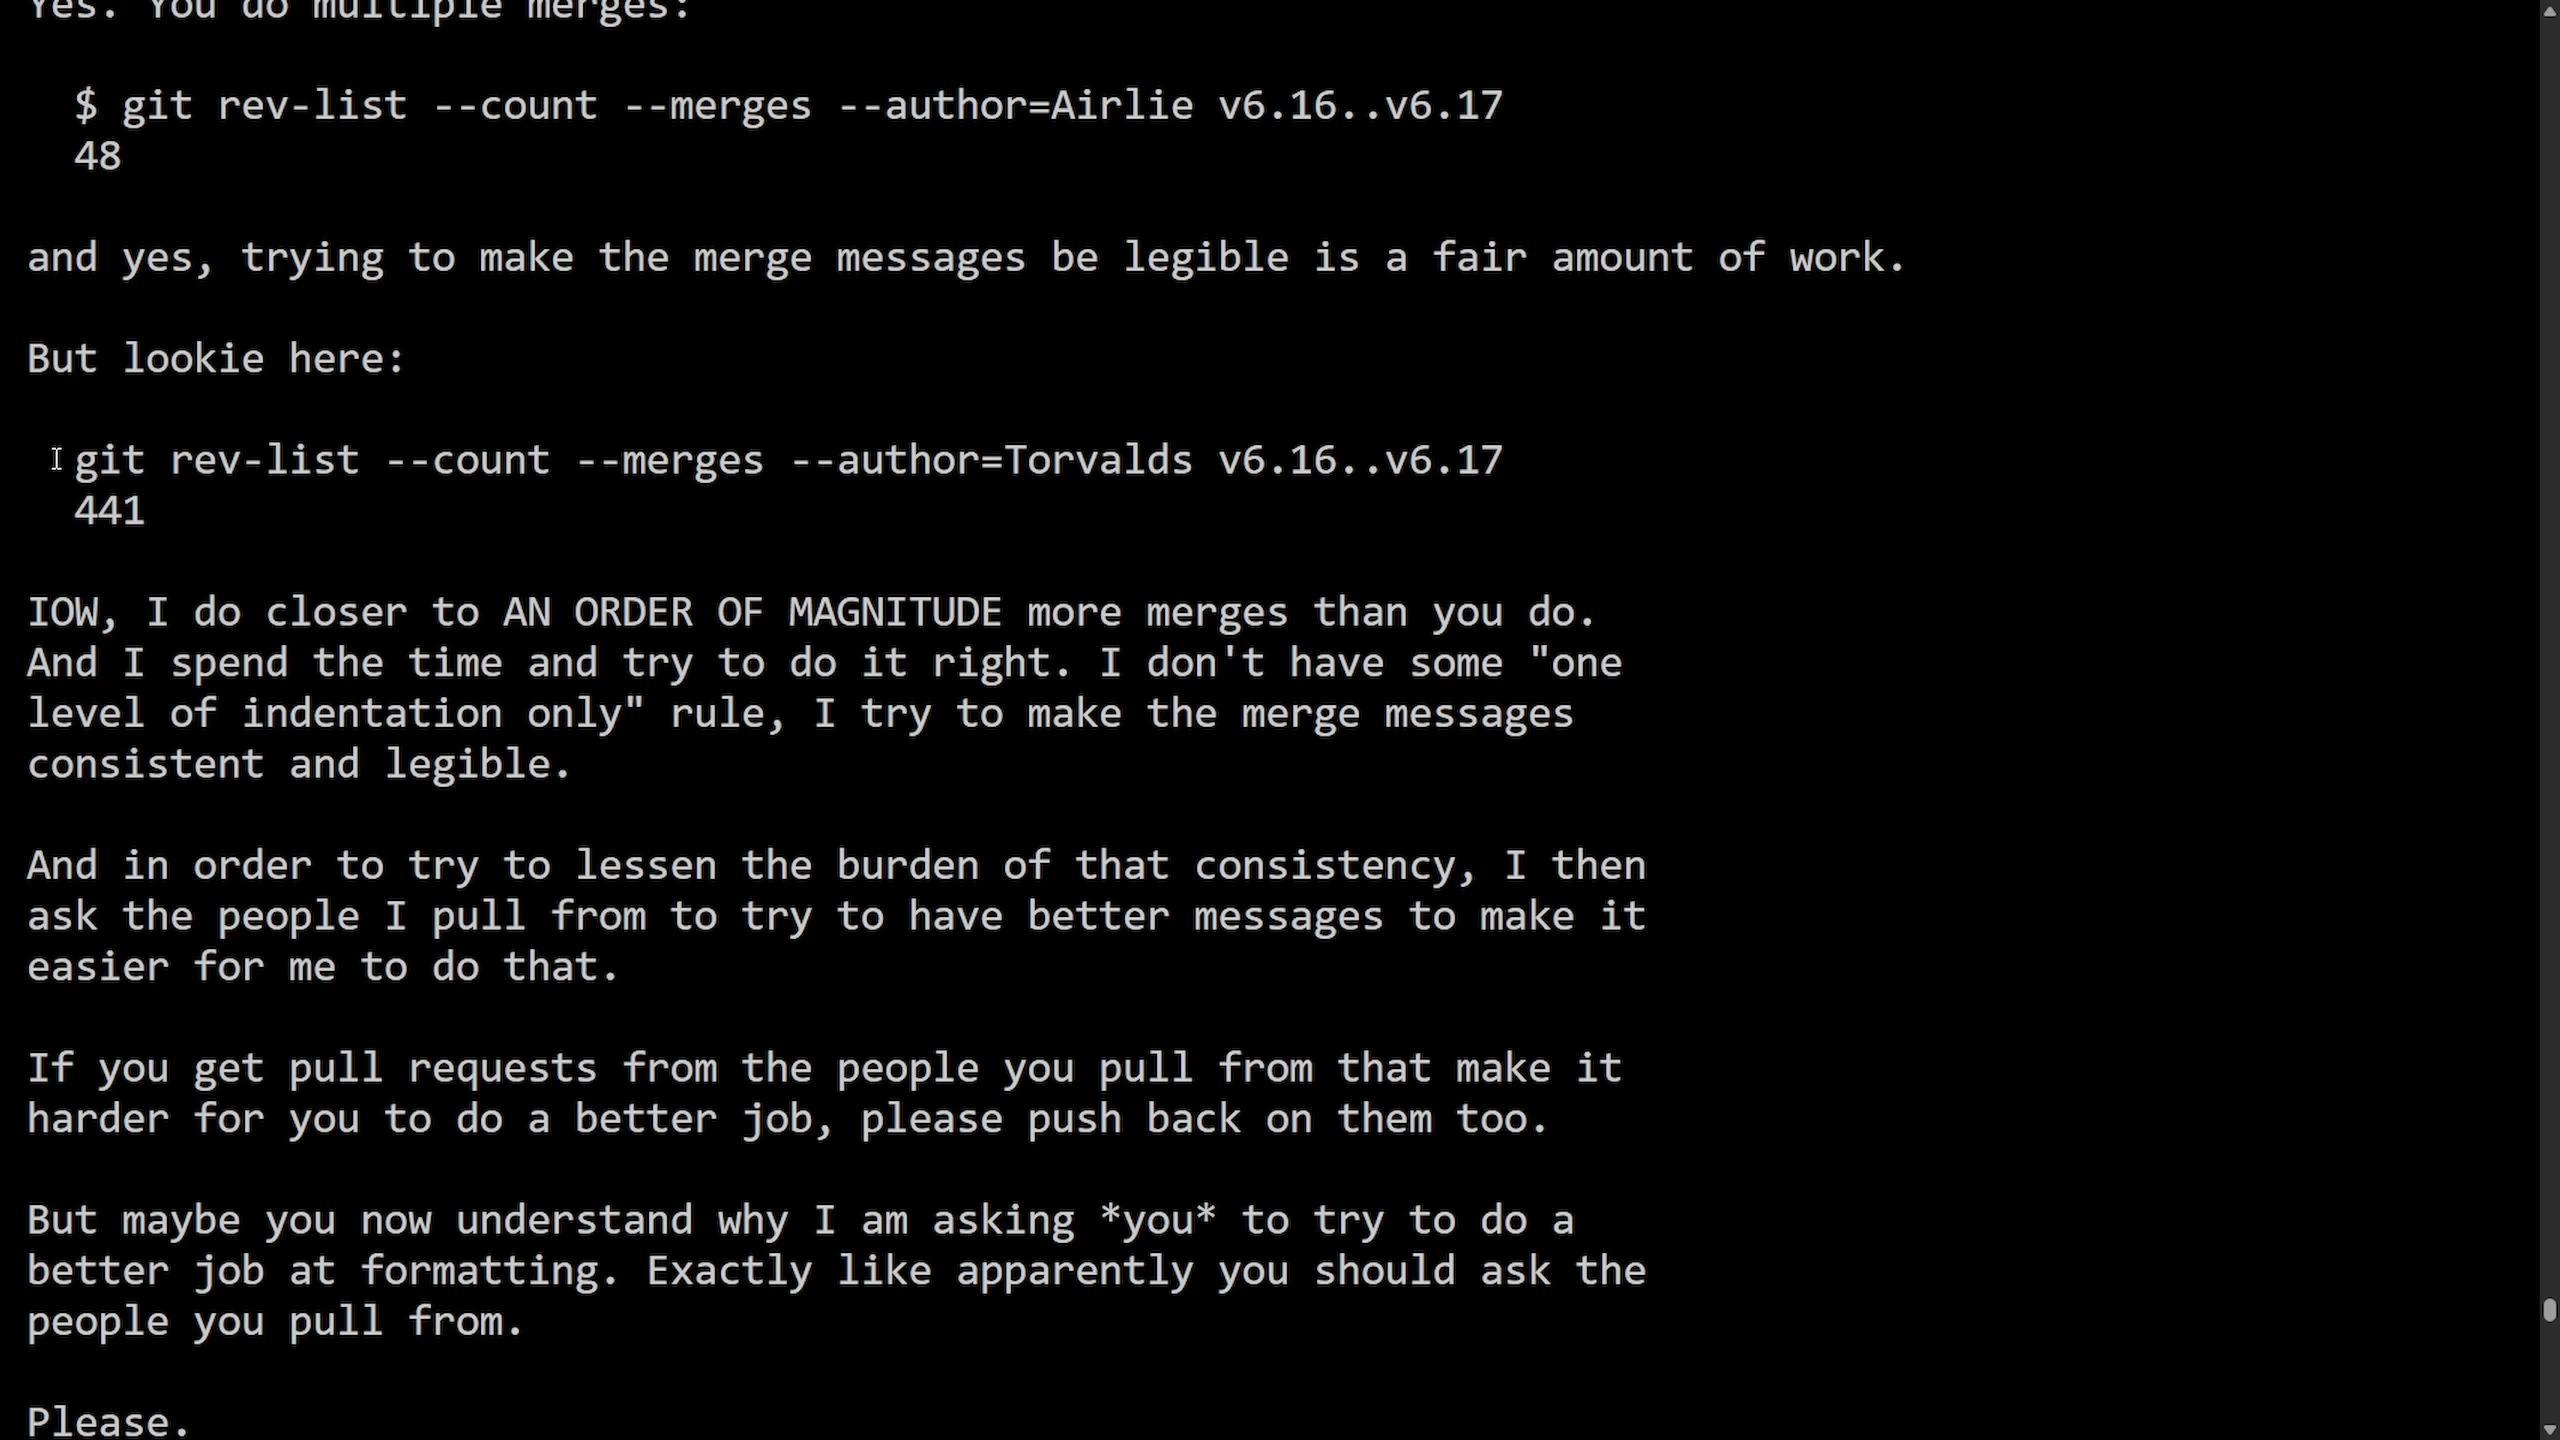 Yes. You do multiple merges:
$ git rev-list --count --merges --author=Airlie v6.16..v6.17
48
and yes, trying to make the merge messages be legible is a fair amount of work.
But lookie here:
git rev-list --count --merges --author=Torvalds v6.16..v6.17
441
IOW, I do closer to AN ORDER OF MAGNITUDE more merges than you do.
And I spend the time and try to do it right. I don't have some "one
level of indentation only" rule, I try to make the merge messages
consistent and legible.
And in order to try to lessen the burden of that consistency, I then
ask the people I pull from to try to have better messages to make it
easier for me to do that.
If you get pull requests from the people you pull from that make it
harder for you to do a better job, please push back on them too.
But maybe you now understand why I am asking *you* to try to do a
better job at formatting. Exactly like apparently you should ask the
people you pull from.
Please.